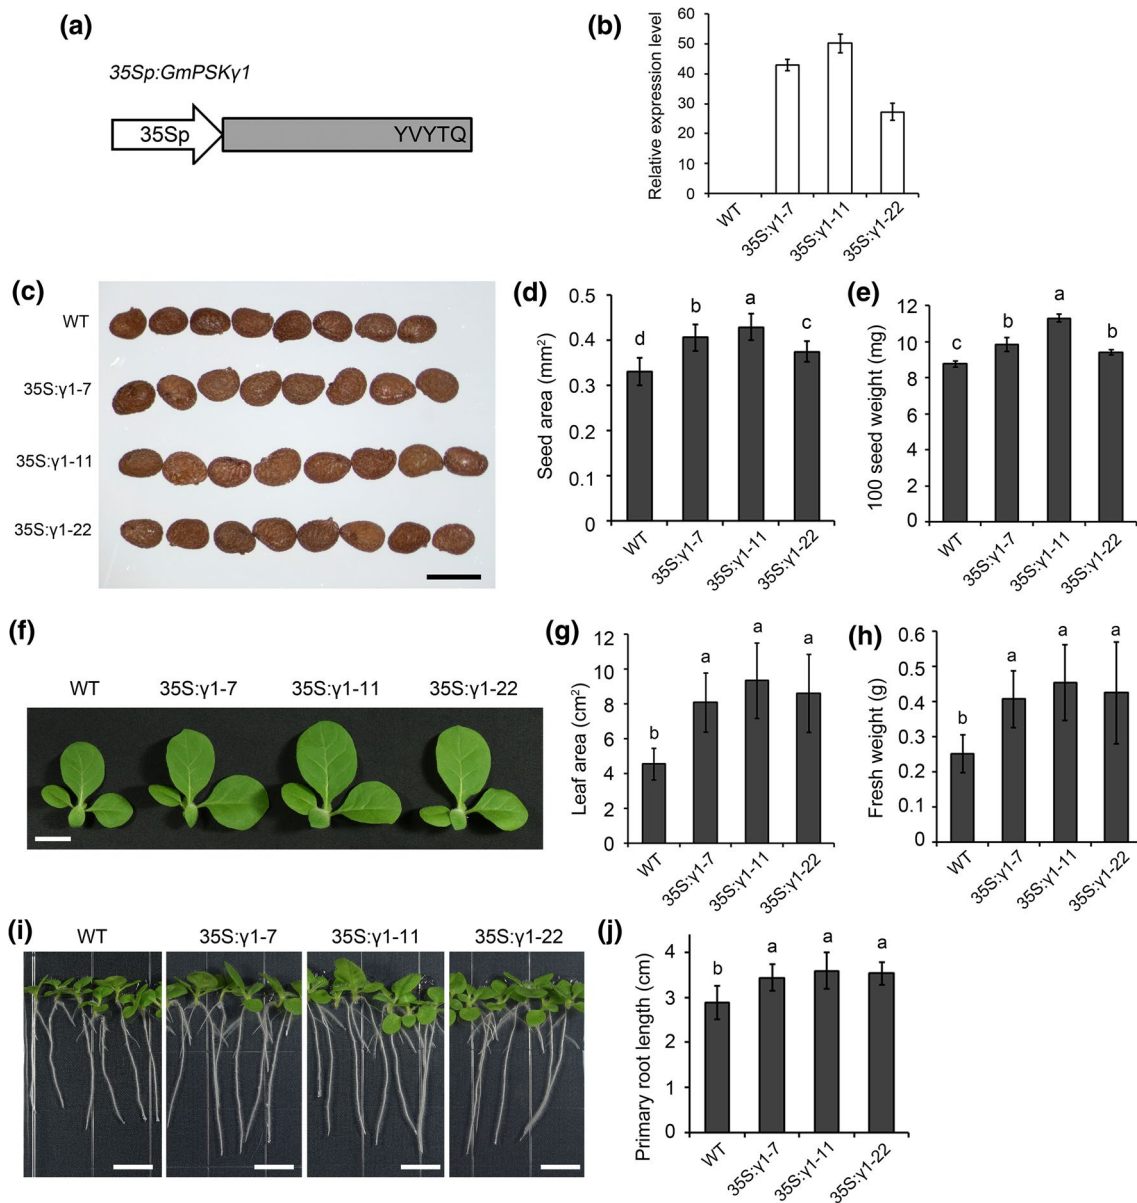 (a)
35Sp:GmPSKγ1
35Sp
YVYTQ
(b)
Relative expression level
60
50
40
30
20
10
0
WT
35S:γ1-7
35S:γ1-11
35S:γ1-22
(c)
WT
35S:γ1-7
35S:γ1-11
35S:γ1-22
(d)
Seed area (mm²)
0.5
0.4
0.3
0.2
0.1
0
d
b
a
c
WT
35S:γ1-7
35S:γ1-11
35S:γ1-22
(e)
100 seed weight (mg)
12
10
8
6
4
2
0
c
b
a
b
WT
35S:γ1-7
35S:γ1-11
35S:γ1-22
(f)
WT 35S:γ1-7 35S:γ1-11 35S:γ1-22
(g)
Leaf area (cm²)
12
10
8
6
4
2
0
b
a
a
a
WT
35S:γ1-7
35S:γ1-11
35S:γ1-22
(h)
Fresh weight (g)
0.6
0.5
0.4
0.3
0.2
0.1
0
b
a
a
a
WT
35S:γ1-7
35S:γ1-11
35S:γ1-22
(i)
WT 35S:γ1-7 35S:γ1-11 35S:γ1-22
(j)
Primary root length (cm)
4
3
2
1
0
b
a
a
a
WT
35S:γ1-7
35S:γ1-11
35S:γ1-22